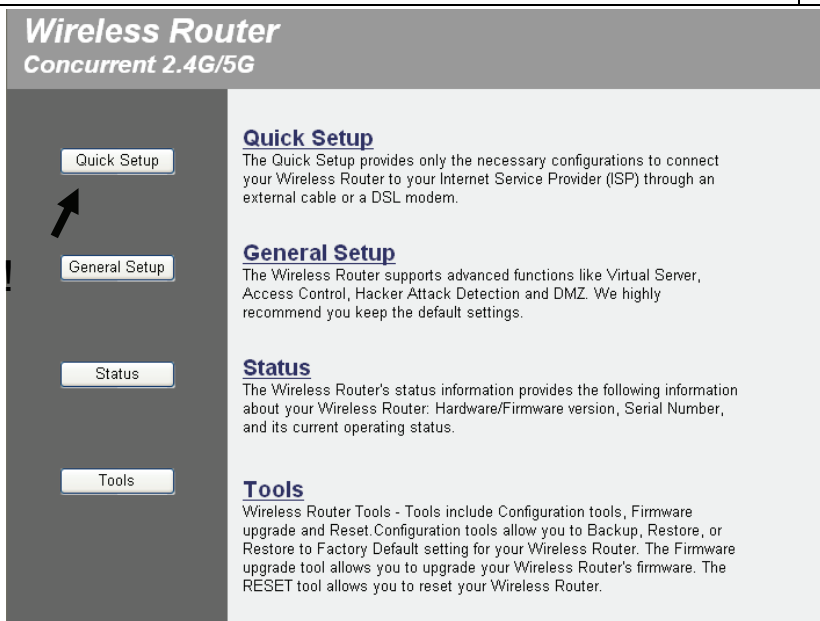 Wireless Router
Concurrent 2.4G/5G
Quick Setup
Quick Setup
The Quick Setup provides only the necessary configurations to connect
your Wireless Router to your Internet Service Provider (ISP) through an
external cable or a DSL modem.
!
General Setup
General Setup
The Wireless Router supports advanced functions like Virtual Server,
Access Control, Hacker Attack Detection and DMZ. We highly
recommend you keep the default settings.
Status
Status
The Wireless Router's status information provides the following information
about your Wireless Router: Hardware/Firmware version, Serial Number,
and its current operating status.
Tools
Tools
Wireless Router Tools - Tools include Configuration tools, Firmware
upgrade and Reset.Configuration tools allow you to Backup, Restore, or
Restore to Factory Default setting for your Wireless Router. The Firmware
upgrade tool allows you to upgrade your Wireless Router's firmware. The
RESET tool allows you to reset your Wireless Router.